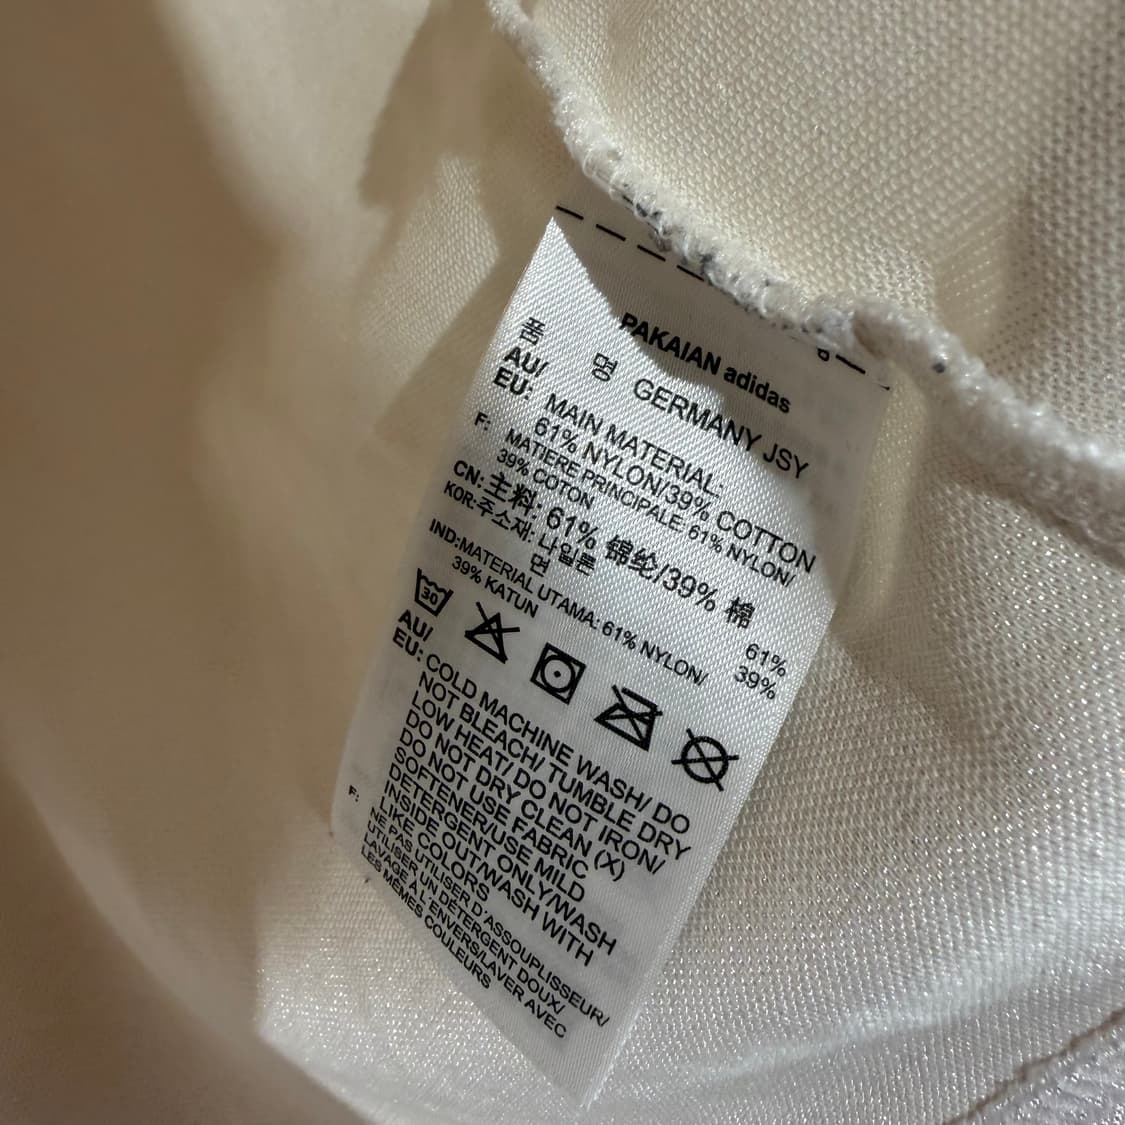 PAKAIAN adidas
품 명 GERMANY JSY
AU/
EU: MAIN MATERIAL:
61% NYLON/39% COTTON
F: MATIERE PRINCIPALE: 61% NYLON/
39% COTON
CN: 主料: 61% 锦纶/39% 棉
KOR: 주소재: 나일론 61%
면 39%
IND:MATERIAL UTAMA: 61% NYLON/
39% KATUN
30
AU/
EU: COLD MACHINE WASH/ DO
NOT BLEACH/ TUMBLE DRY
LOW HEAT/ DO NOT IRON/
DO NOT DRY CLEAN (X)
DO NOT USE FABRIC
SOFTENER/USE MILD
DETERGENT ONLY/WASH
INSIDE OUT/WASH WITH
LIKE COLORS
F: NE PAS UTILISER D'ASSOUPLISSEUR/
UTILISER UN DÉTERGENT DOUX/
LAVAGE À L'ENVERS/LAVER AVEC
LES MÊMES COULEURS